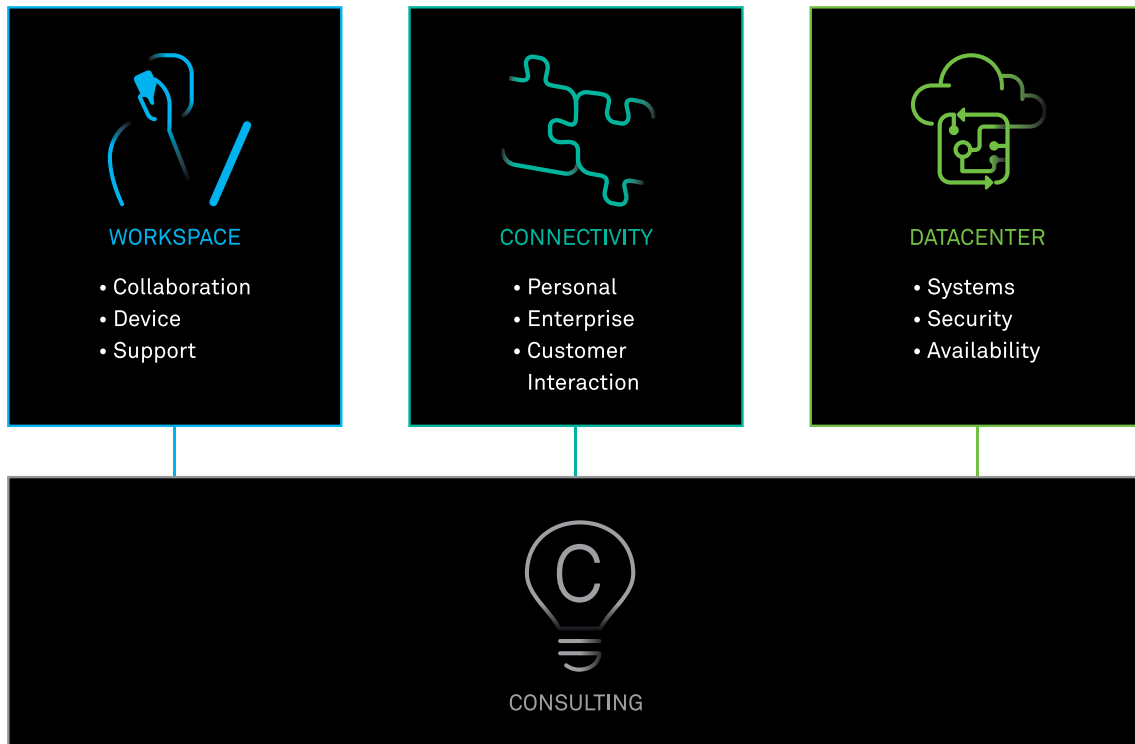 WORKSPACE
• Collaboration
• Device
• Support
CONNECTIVITY
• Personal
• Enterprise
• Customer
Interaction
DATACENTER
• Systems
• Security
• Availability
C
CONSULTING